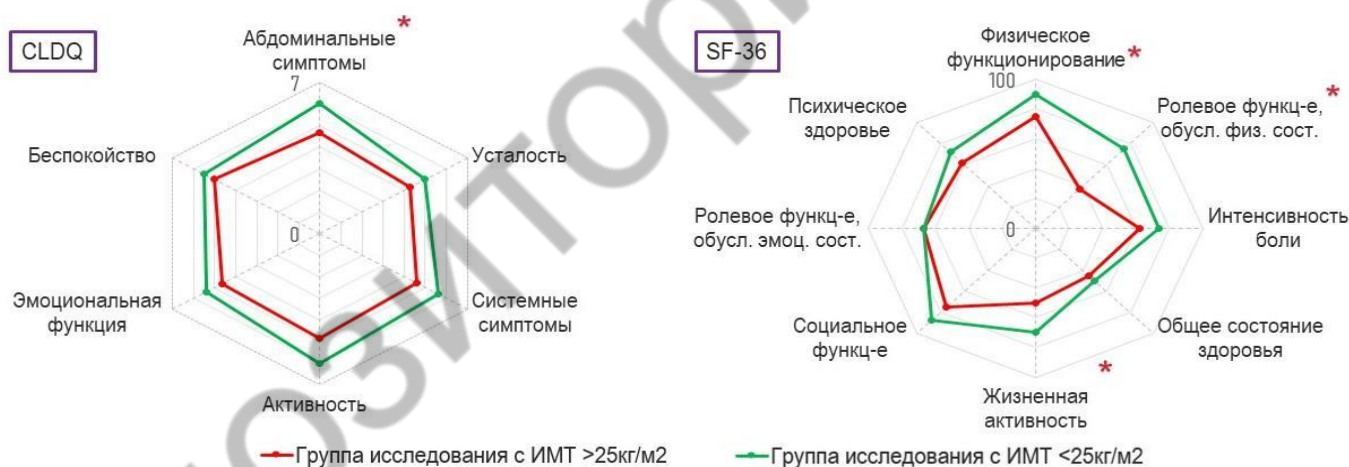 CLDQ
Абдоминальные *
симптомы
7
Беспокойство
Усталость
0
Эмоциональная
функция
Системные
симптомы
Активность
SF-36
Физическое
функционирование *
100
Психическое
здоровье
Ролевое функц-е, *
обусл. физ. сост.
Ролевое функц-е,
обусл. эмоц. сост.
0
Интенсивность
боли
Социальное
функц-е
Общее состояние
здоровья
*
Жизненная
активность
Группа исследования с ИМТ >25кг/м2
Группа исследования с ИМТ <25кг/м2